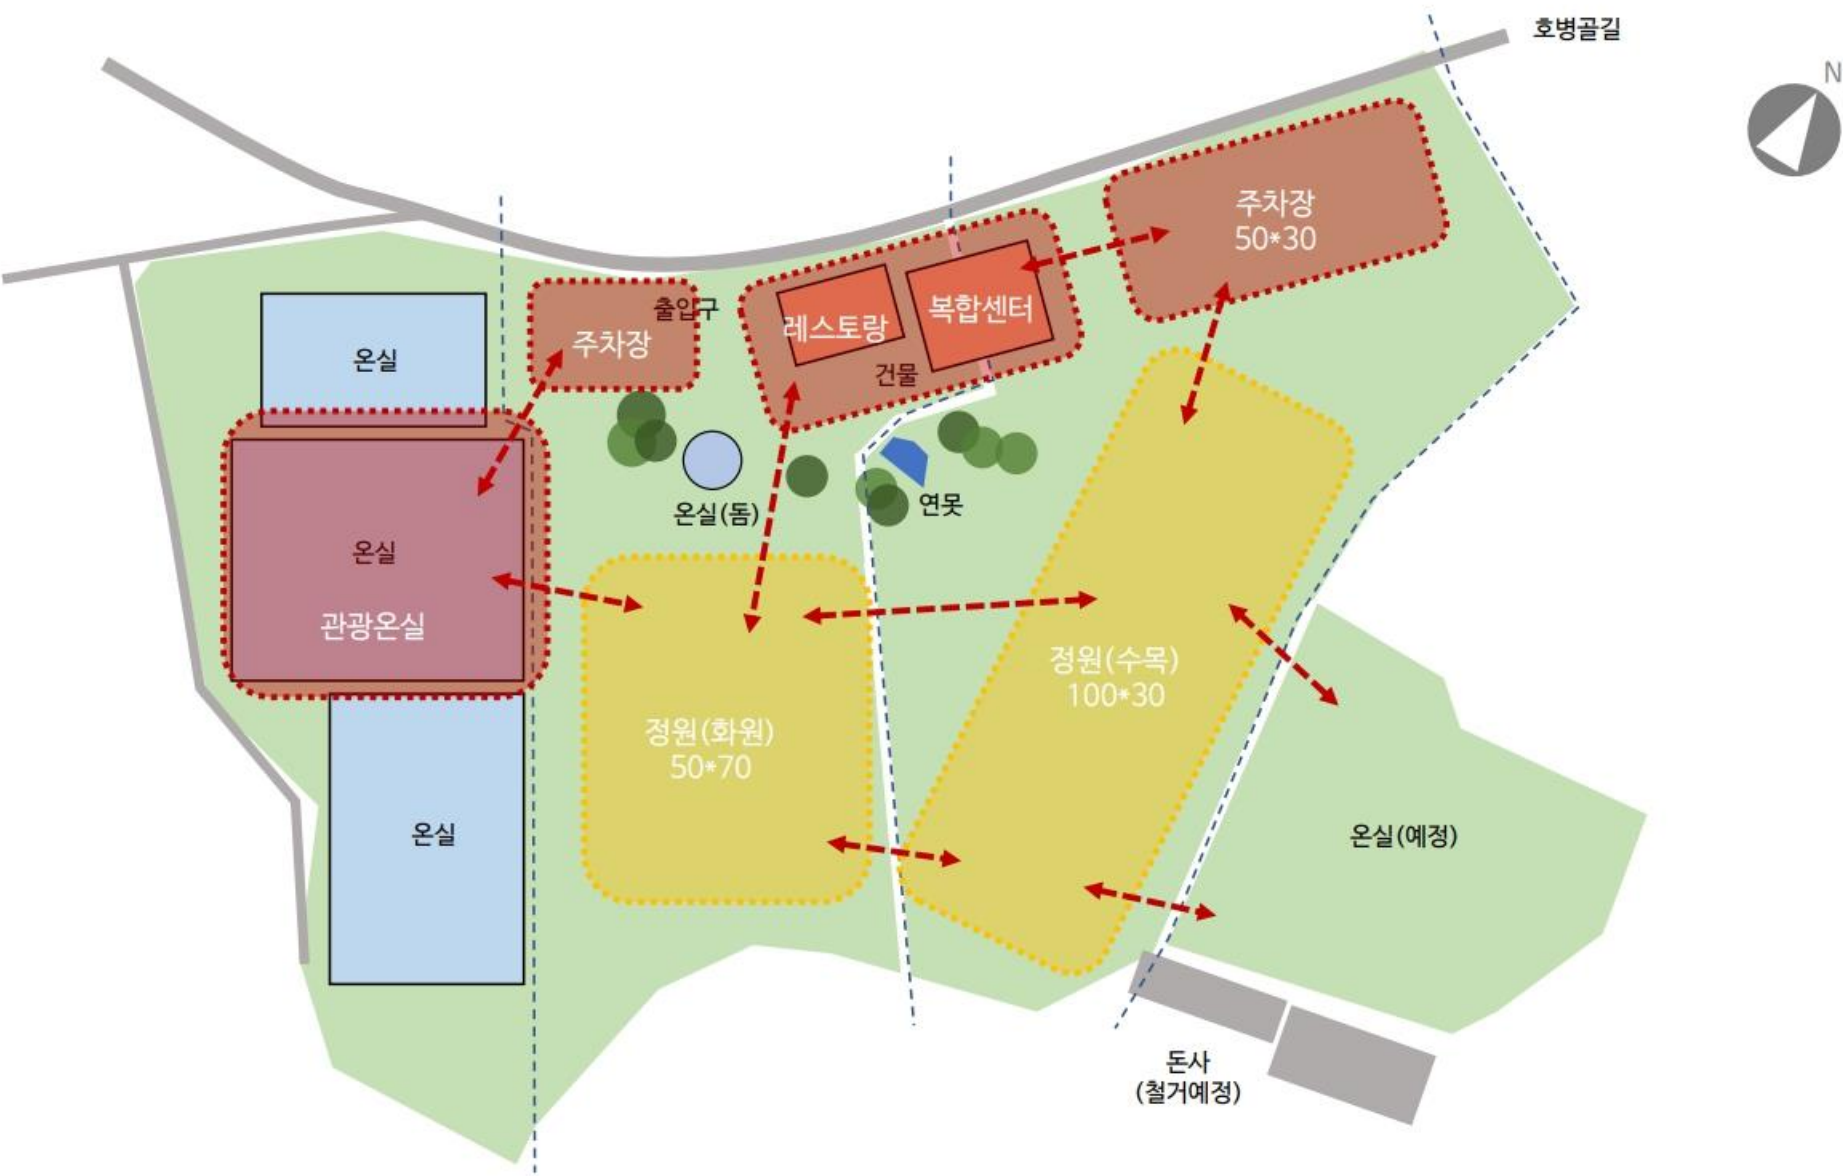 호병골길
N
주차장
50*30
출입구
주차장
레스토랑
복합센터
건물
온실
온실(돔)
연못
온실
관광온실
정원(화원)
50*70
정원(수목)
100*30
온실
온실(예정)
돈사
(철거예정)